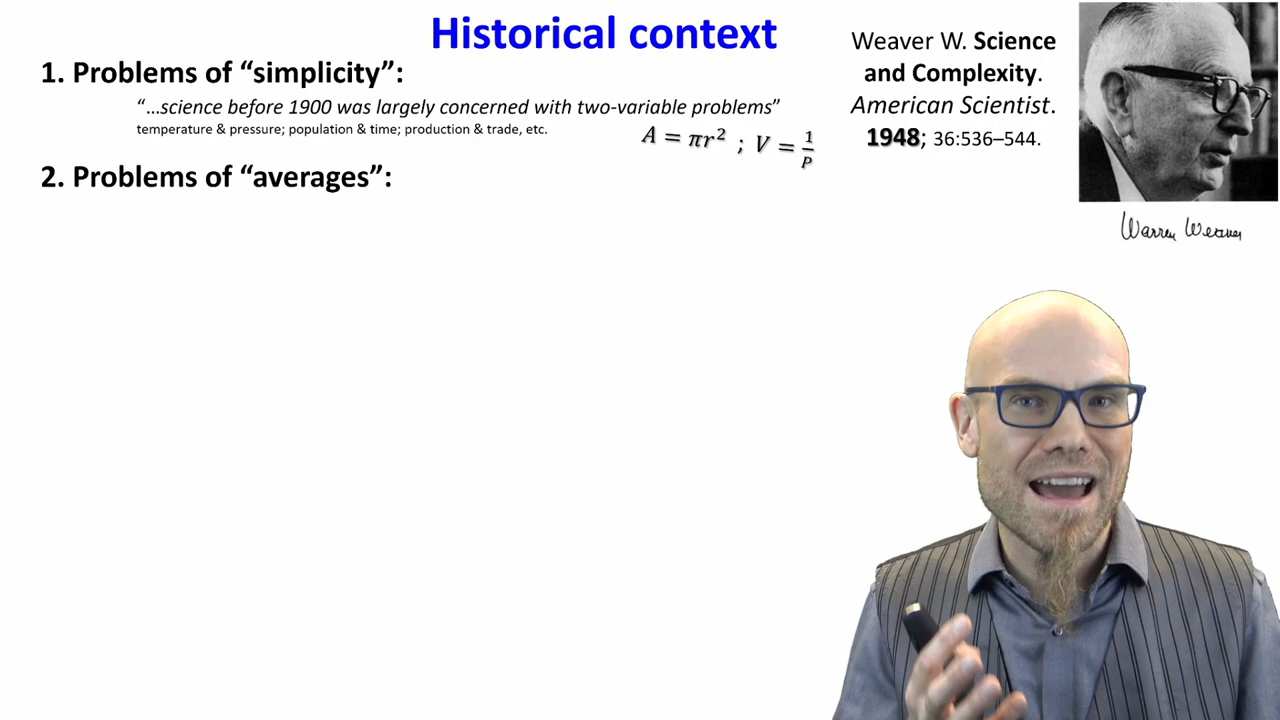 Historical context
1. Problems of “simplicity”:
“…science before 1900 was largely concerned with two-variable problems”
temperature & pressure; population & time; production & trade, etc.
A = πr² ; V = 1/P
2. Problems of “averages”:
Weaver W. Science
and Complexity.
American Scientist.
1948; 36:536–544.
Warren Weaver